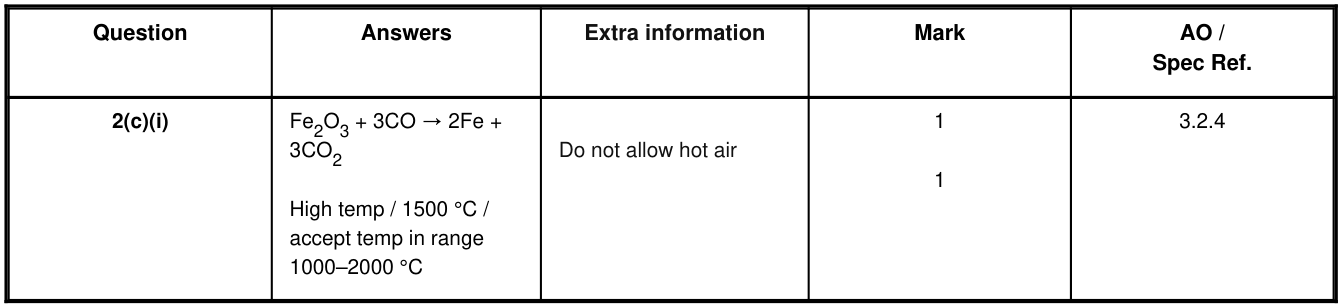 Question Answers Extra information Mark AO /
Spec Ref.
2(c)(i) Fe₂O₃ + 3CO → 2Fe + 1 3.2.4
3CO₂ Do not allow hot air
1
High temp / 1500 °C /
accept temp in range
1000–2000 °C